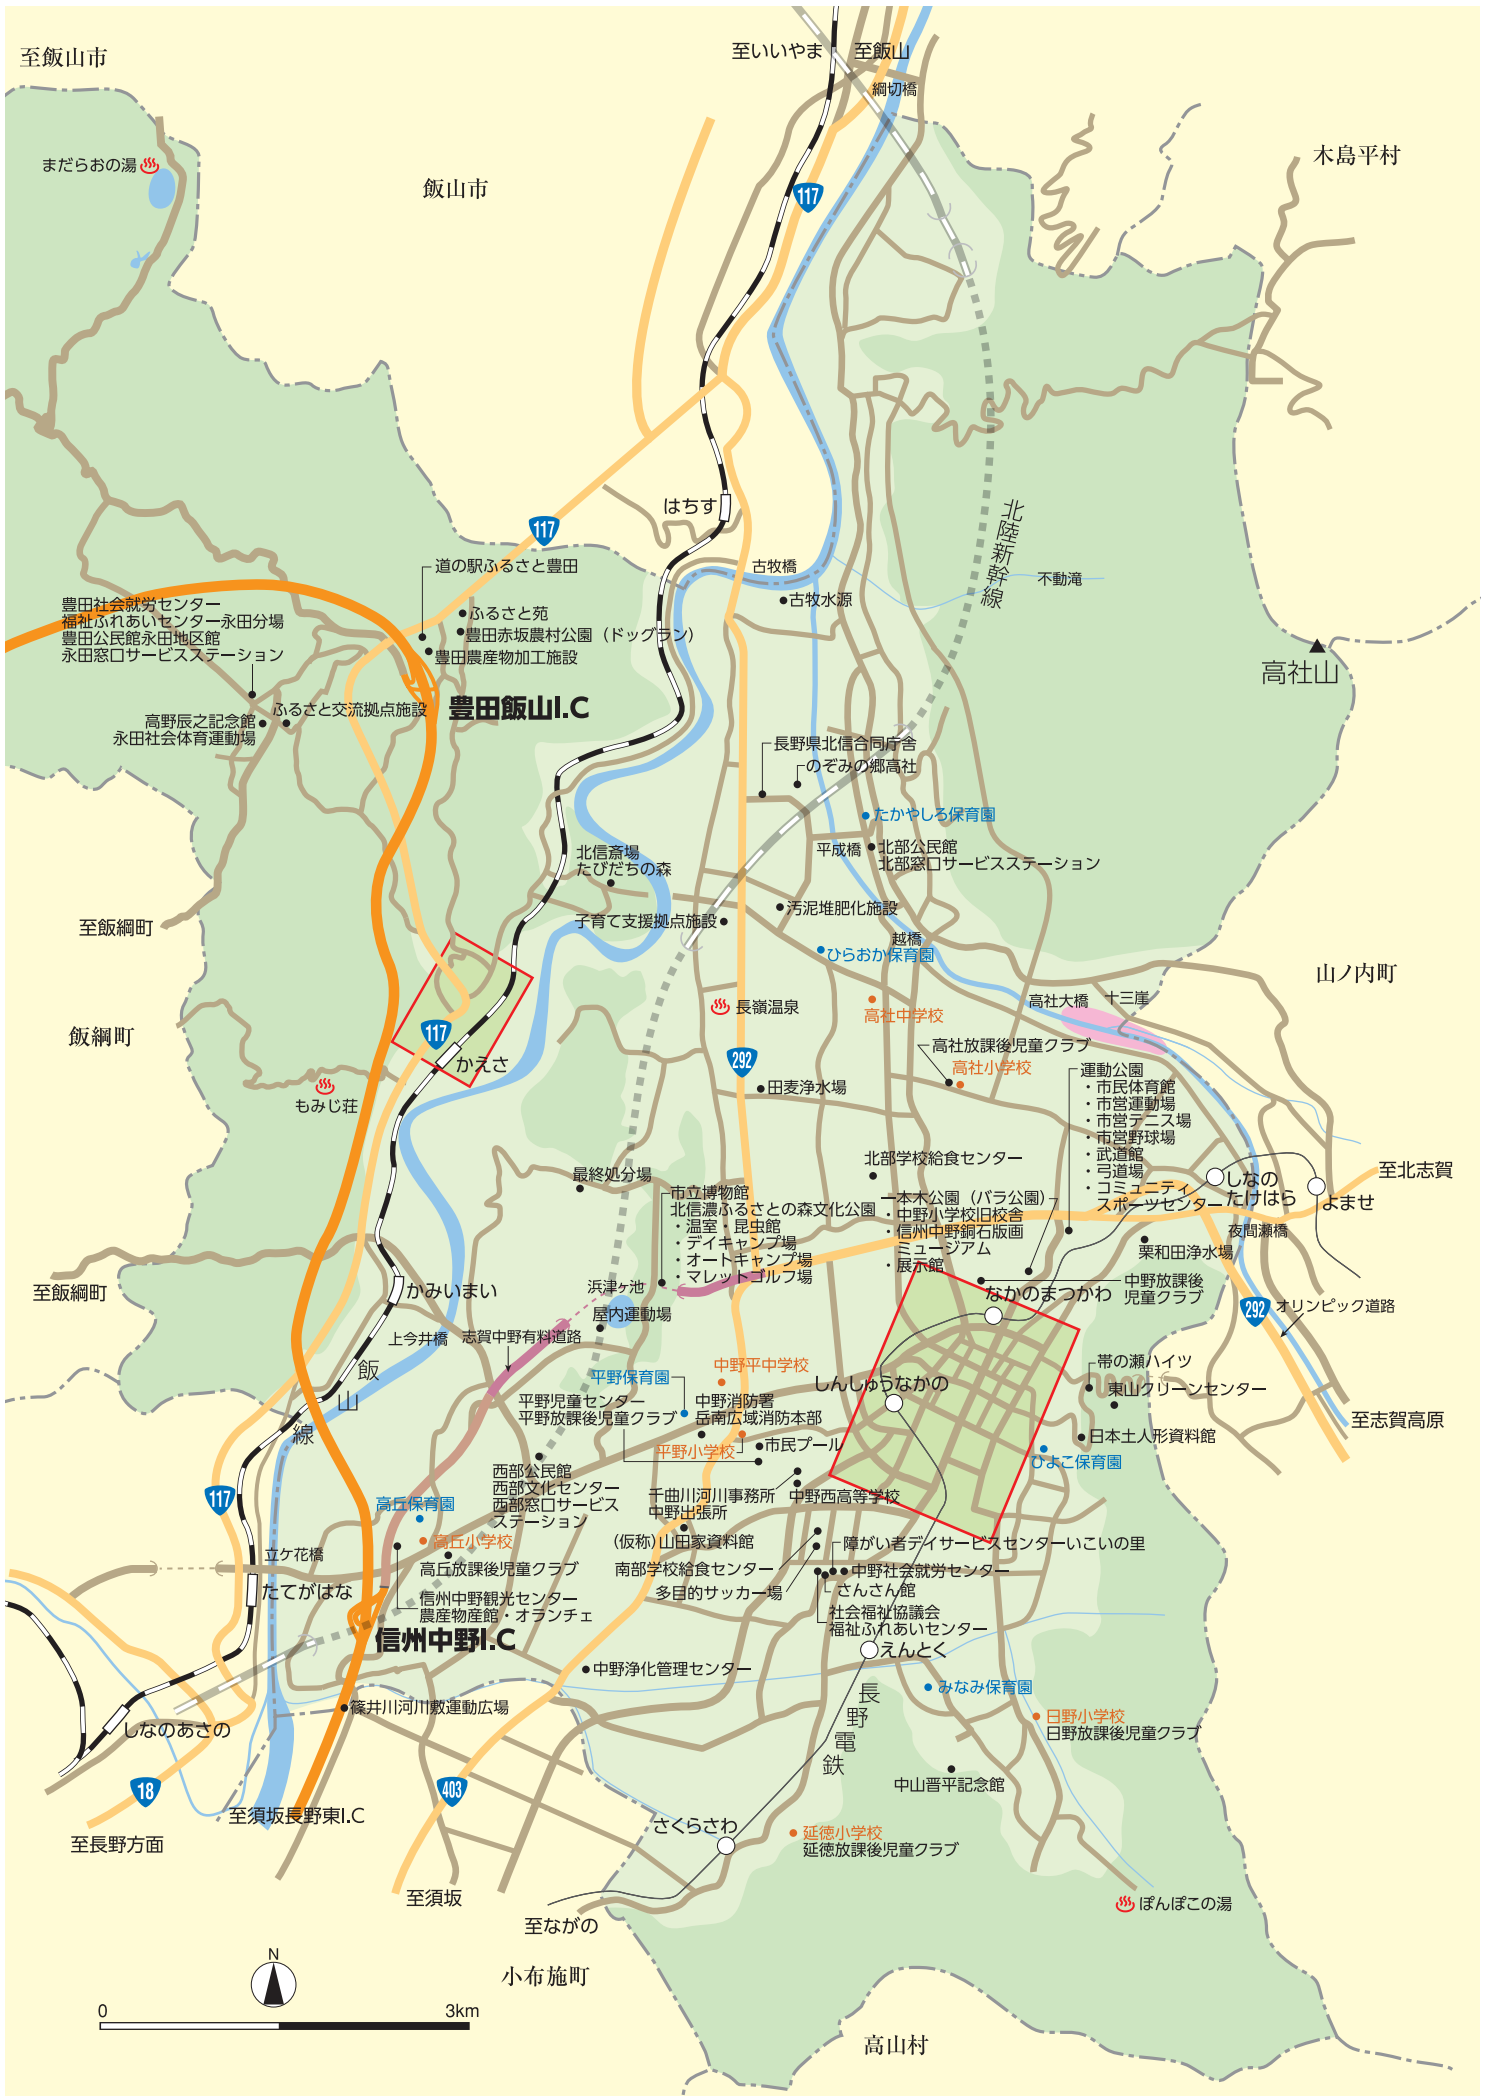 至飯山市
至いいやま
至飯山
綱切橋
木島平村
まだらおの湯
飯山市
117
はちす
117
北陸新幹線
古牧橋
不動滝
道の駅ふるさと豊田
古牧水源
豊田社会就労センター
福祉ふれあいセンター永田分場
豊田公民館永田地区館
永田窓口サービスステーション
ふるさと苑
豊田赤坂農村公園(ドッグラン)
豊田農産物加工施設
高社山
豊田飯山I.C
ふるさと交流拠点施設
高野辰之記念館
永田社会体育運動場
長野県北信合同庁舎
のぞみの郷高社
たかやしろ保育園
平成橋
北部公民館
北部窓口サービスステーション
北信斎場
たびだちの森
汚泥堆肥化施設
子育て支援拠点施設
至飯綱町
越橋
ひらおか保育園
山ノ内町
高社大橋
十三崖
長嶺温泉
高社中学校
飯綱町
117
かえさ
292
高社放課後児童クラブ
高社小学校
運動公園
・市民体育館
・市営運動場
・市営テニス場
・市営野球場
・武道館
・弓道場
・コミュニティ
スポーツセンター
もみじ荘
田麦浄水場
北部学校給食センター
至北志賀
最終処分場
しなの
たけはら
よませ
市立博物館
北信濃ふるさとの森文化公園
・温室・昆虫館
・デイキャンプ場
・オートキャンプ場
・マレットゴルフ場
一本木公園(バラ公園)
・中野小学校旧校舎
・信州中野銅石版画
ミュージアム
・展示館
夜間瀬橋
栗和田浄水場
中野放課後
児童クラブ
至飯綱町
かみいまい
浜津ヶ池
屋内運動場
なかのまつかわ
292
オリンピック道路
上今井橋
志賀中野有料道路
飯山線
平野保育園
中野平中学校
しんしゅうなかの
帯の瀬ハイツ
東山クリーンセンター
平野児童センター
平野放課後児童クラブ
中野消防署
岳南広域消防本部
至志賀高原
平野小学校
市民プール
日本土人形資料館
ひよこ保育園
西部公民館
西部文化センター
西部窓口サービス
ステーション
千曲川河川事務所
中野出張所
中野西高等学校
117
高丘保育園
高丘小学校
(仮称)山田家資料館
障がい者デイサービスセンターいこいの里
立ケ花橋
高丘放課後児童クラブ
南部学校給食センター
中野社会就労センター
たてがはな
多目的サッカー場
さんさん館
信州中野観光センター
農産物産館・オランチェ
社会福祉協議会
福祉ふれあいセンター
信州中野I.C
えんとく
中野浄化管理センター
みなみ保育園
長野電鉄
篠井川河川敷運動広場
日野小学校
日野放課後児童クラブ
しなのあさの
18
403
中山晋平記念館
至須坂長野東I.C
さくらさわ
延徳小学校
延徳放課後児童クラブ
至長野方面
至須坂
ぽんぽこの湯
至ながの
N
小布施町
0
3km
高山村